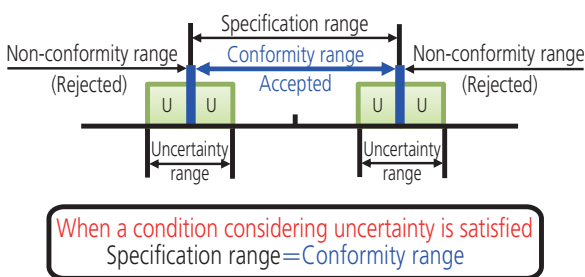 Specification range
Non-conformity range
Conformity range
Non-conformity range
(Rejected)
Accepted
(Rejected)
U
U
U
U
Uncertainty
range
Uncertainty
range
When a condition considering uncertainty is satisfied
Specification range=Conformity range